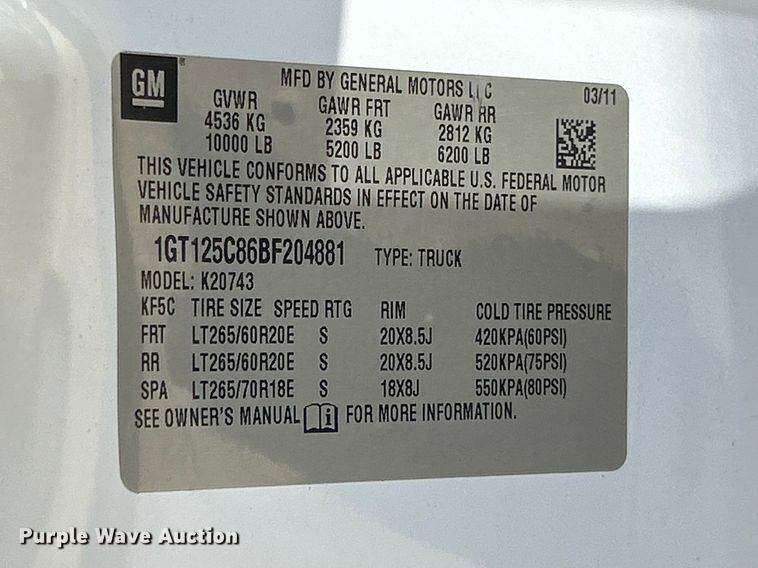 GM
MFD BY GENERAL MOTORS LLC 03/11
GVWR GAWR FRT GAWR RR
4536 KG 2359 KG 2812 KG
10000 LB 5200 LB 6200 LB
THIS VEHICLE CONFORMS TO ALL APPLICABLE U.S. FEDERAL MOTOR
VEHICLE SAFETY STANDARDS IN EFFECT ON THE DATE OF
MANUFACTURE SHOWN ABOVE.
1GT125C86BF204881 TYPE: TRUCK
MODEL: K20743
KF5C TIRE SIZE SPEED RTG RIM COLD TIRE PRESSURE
FRT LT265/60R20E S 20X8.5J 420KPA(60PSI)
RR LT265/60R20E S 20X8.5J 520KPA(75PSI)
SPA LT265/70R18E S 18X8J 550KPA(80PSI)
SEE OWNER'S MANUAL i FOR MORE INFORMATION.
Purple Wave Auction